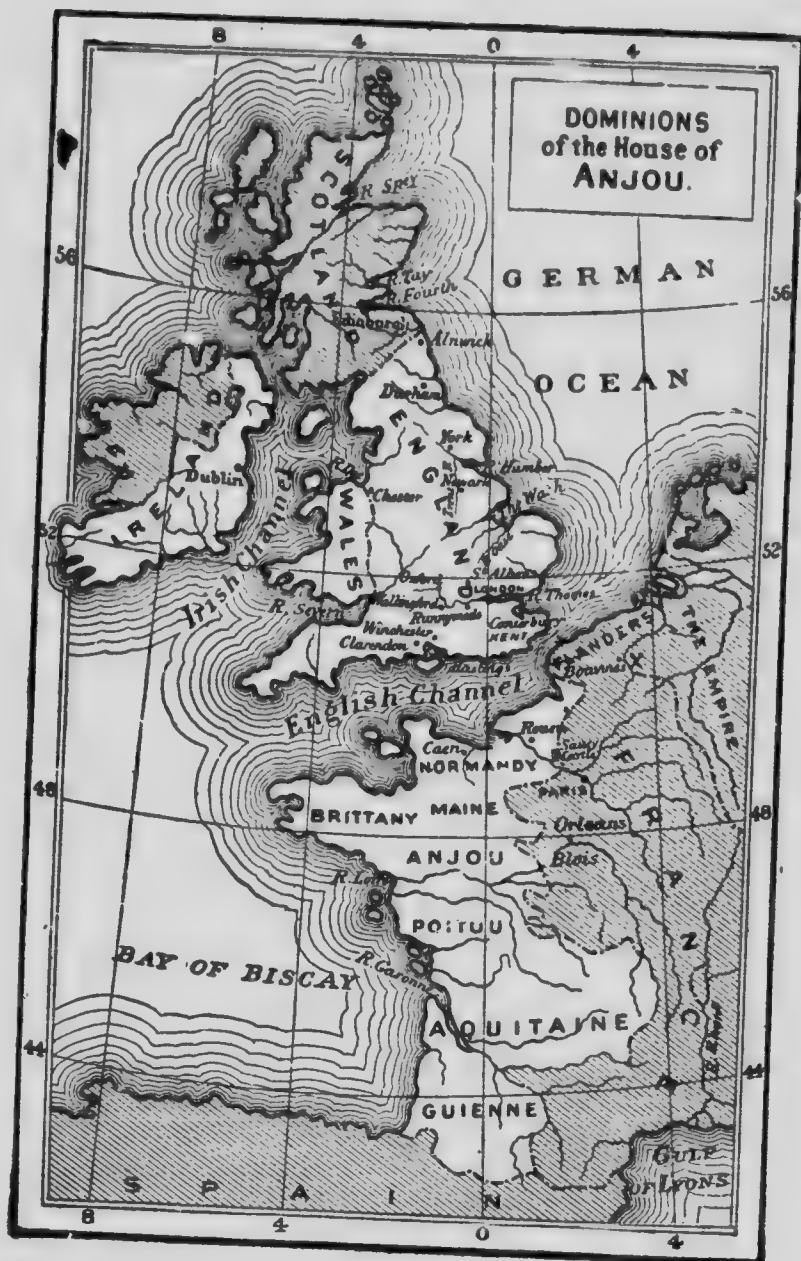 8 4 0 4
DOMINIONS
of the House of
ANJOU.
SCOTLAND
R. Spey
56
GERMAN
56
R. Tay
R. Fourth
Edinburgh
Alnwick
OCEAN
Durham
ENGLAND
York
R. Humber
Newark
The Wash
IRELAND
Dublin
Chester
WALES
52
52
Irish Channel
Oxford
St. Albans
LONDON
R. Thames
R. Severn
Wallingford
Runnymede
Canterbury
KENT
Winchester
Clarendon
Hastings
FLANDERS
THE EMPIRE
Bouvines
English Channel
Rouen
Caen
NORMANDY
PARIS
48
48
BRITTANY
MAINE
Orleans
ANJOU
Blois
FRANCE
R. Loire
POITOU
BAY OF BISCAY
R. Garonne
AQUITAINE
R. Rhone
44
44
GUIENNE
GULF
OF LYONS
SPAIN
8 4 0 4